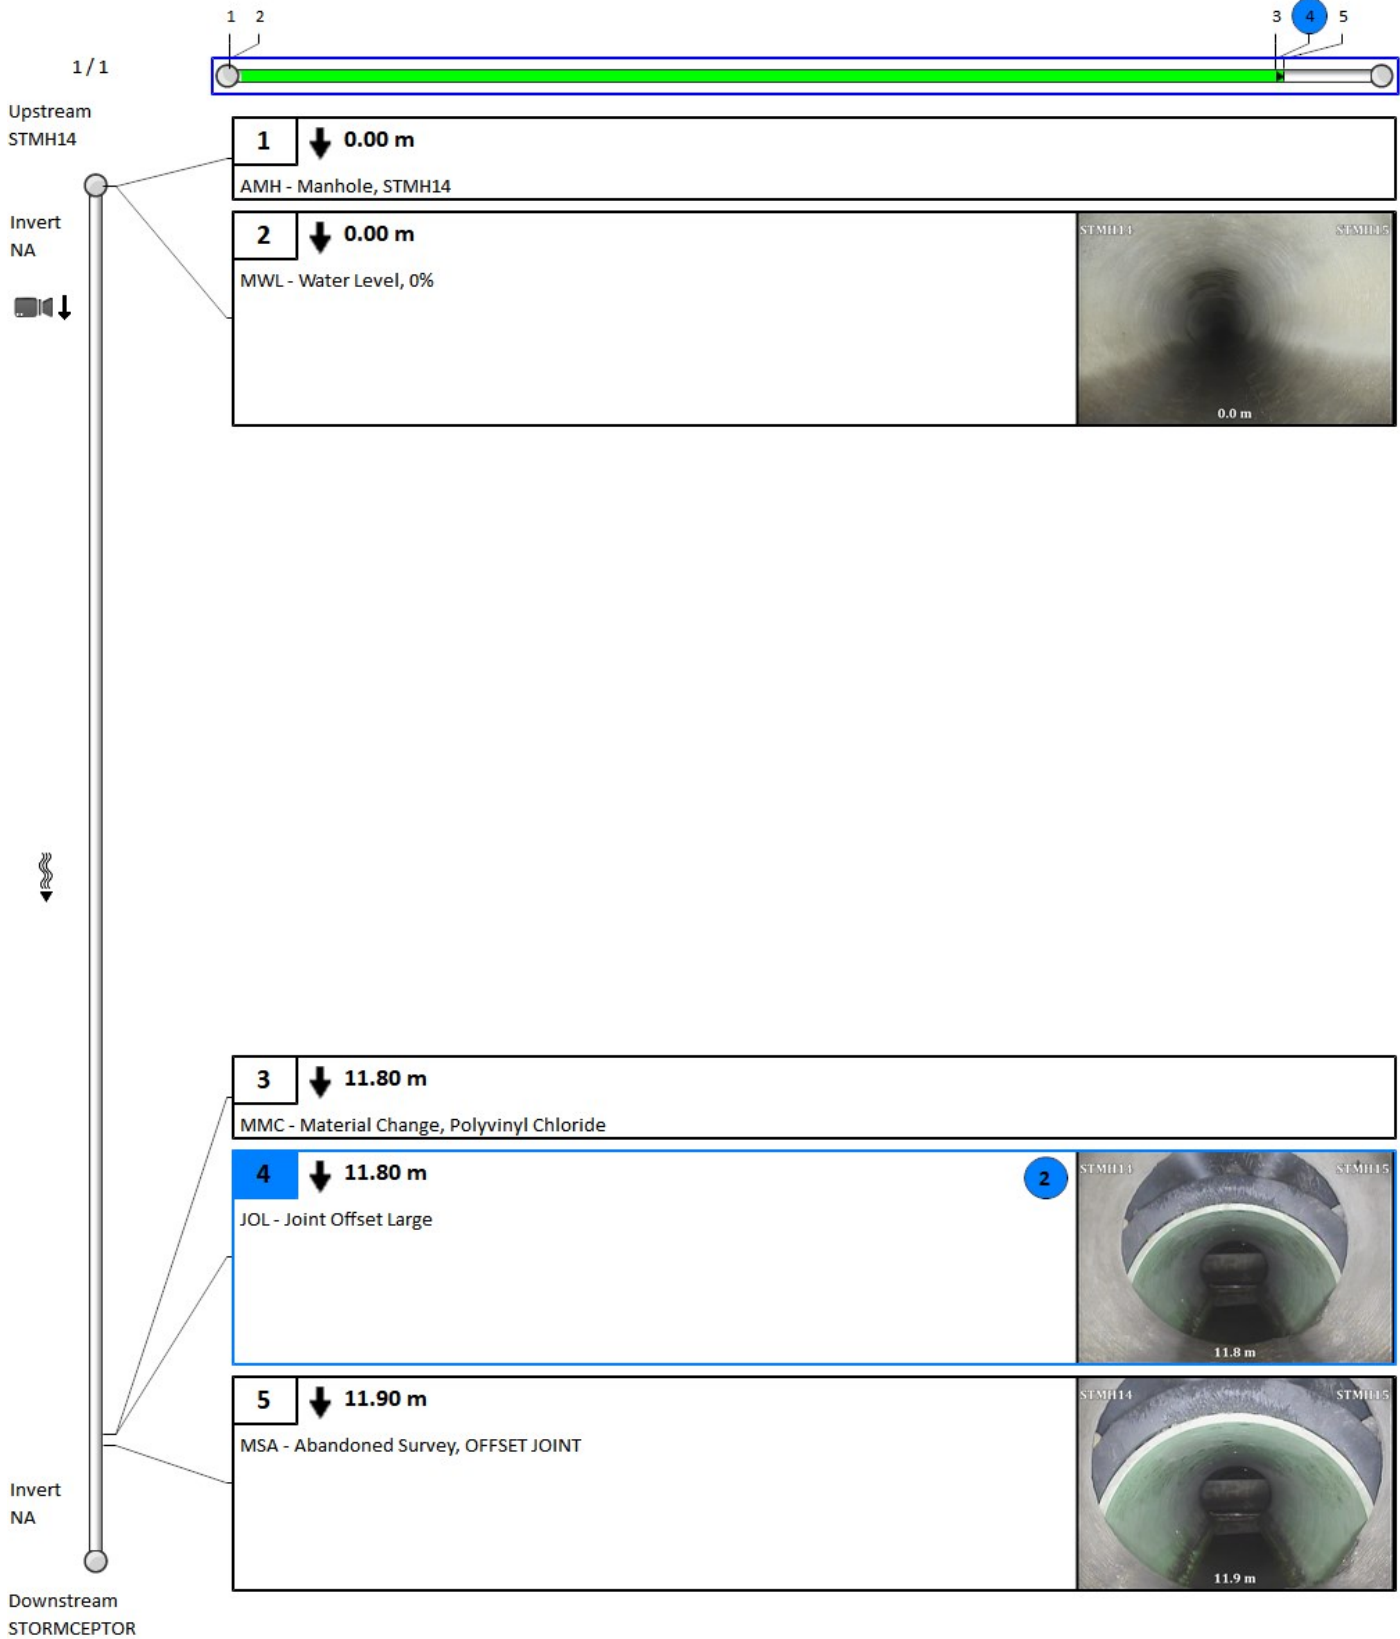 1 2 3 4 5
1 / 1
Upstream
STMH14
1 0.00 m
AMH - Manhole, STMH14
Invert
NA
2 0.00 m
MWL - Water Level, 0%
STMH14 STMH15
0.0 m
3 11.80 m
MMC - Material Change, Polyvinyl Chloride
4 11.80 m
2
JOL - Joint Offset Large
STMH14 STMH15
11.8 m
5 11.90 m
MSA - Abandoned Survey, OFFSET JOINT
STMH14 STMH15
11.9 m
Invert
NA
Downstream
STORMCEPTOR